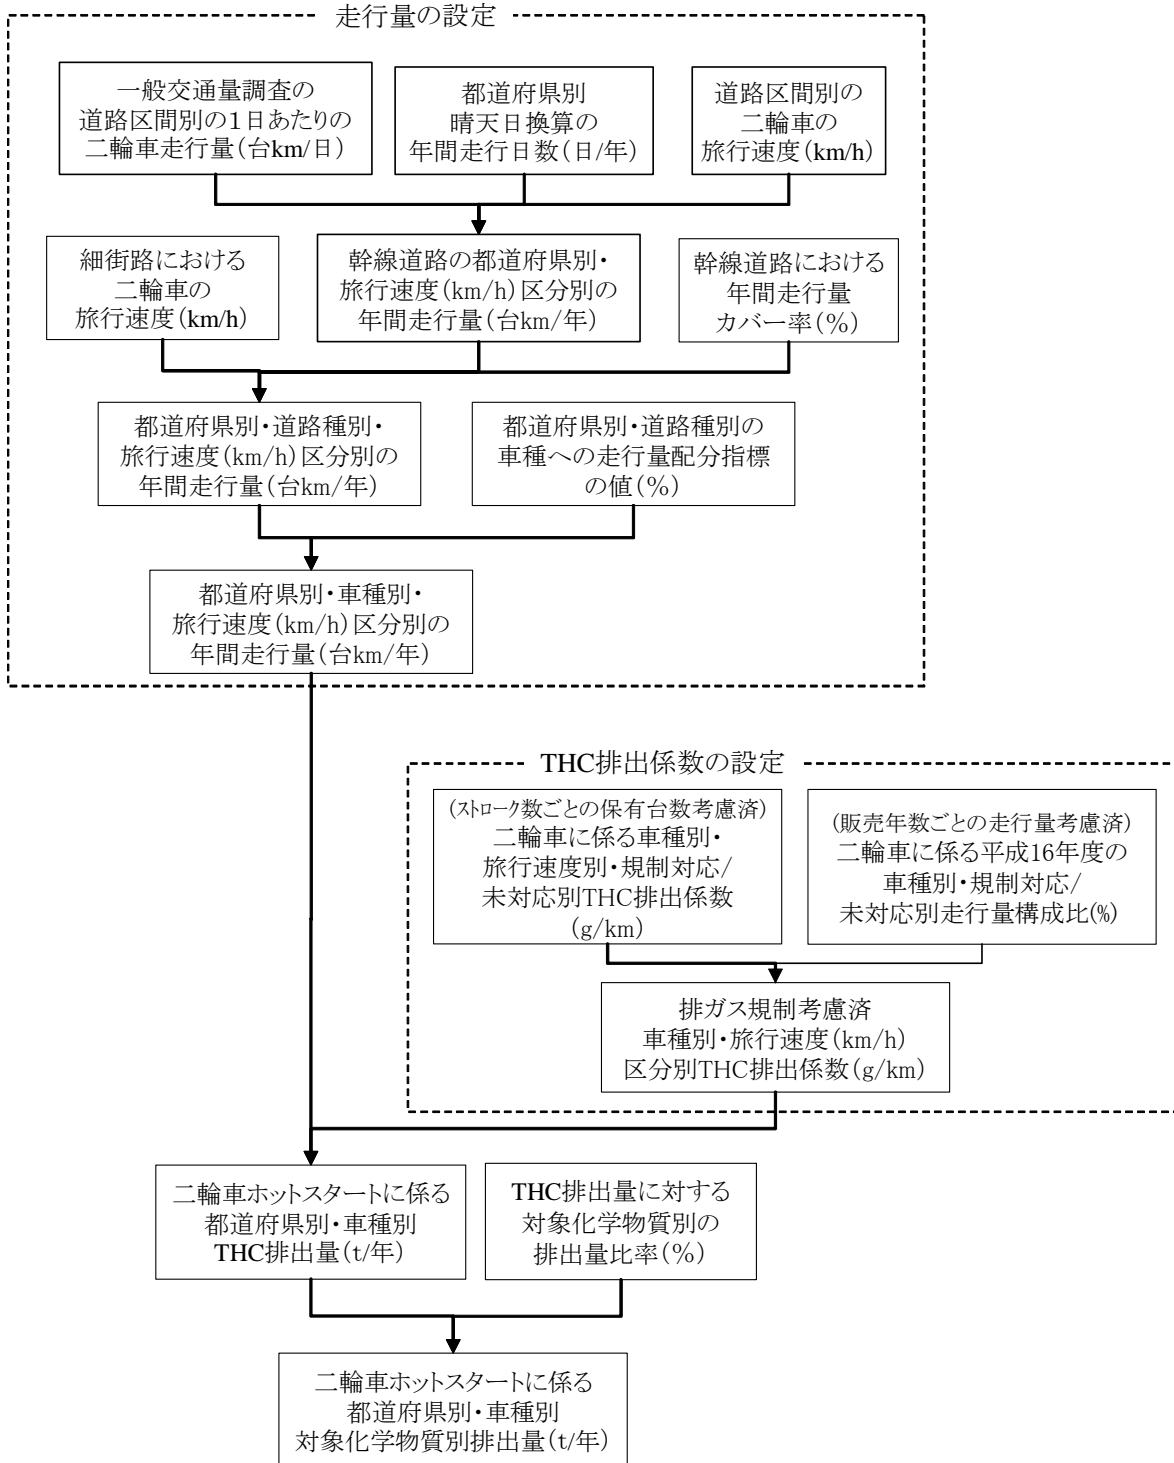 走行量の設定
一般交通量調査の
道路区間別の1日あたりの
二輪車走行量(台km/日)
都道府県別
晴天日換算の
年間走行日数(日/年)
道路区間別の
二輪車の
旅行速度(km/h)
細街路における
二輪車の
旅行速度(km/h)
幹線道路の都道府県別・
旅行速度(km/h)区分別の
年間走行量(台km/年)
幹線道路における
年間走行量
カバー率(%)
都道府県別・道路種別・
旅行速度(km/h)区分別の
年間走行量(台km/年)
都道府県別・道路種別の
車種への走行量配分指標
の値(%)
都道府県別・車種別・
旅行速度(km/h)区分別の
年間走行量(台km/年)
THC排出係数の設定
(ストローク数ごとの保有台数考慮済)
二輪車に係る車種別・
旅行速度別・規制対応/
未対応別THC排出係数
(g/km)
(販売年数ごとの走行量考慮済)
二輪車に係る平成16年度の
車種別・規制対応/
未対応別走行量構成比(%)
排ガス規制考慮済
車種別・旅行速度(km/h)
区分別THC排出係数(g/km)
二輪車ホットスタートに係る
都道府県別・車種別
THC排出量(t/年)
THC排出量に対する
対象化学物質別の
排出量比率(%)
二輪車ホットスタートに係る
都道府県別・車種別
対象化学物質別排出量(t/年)